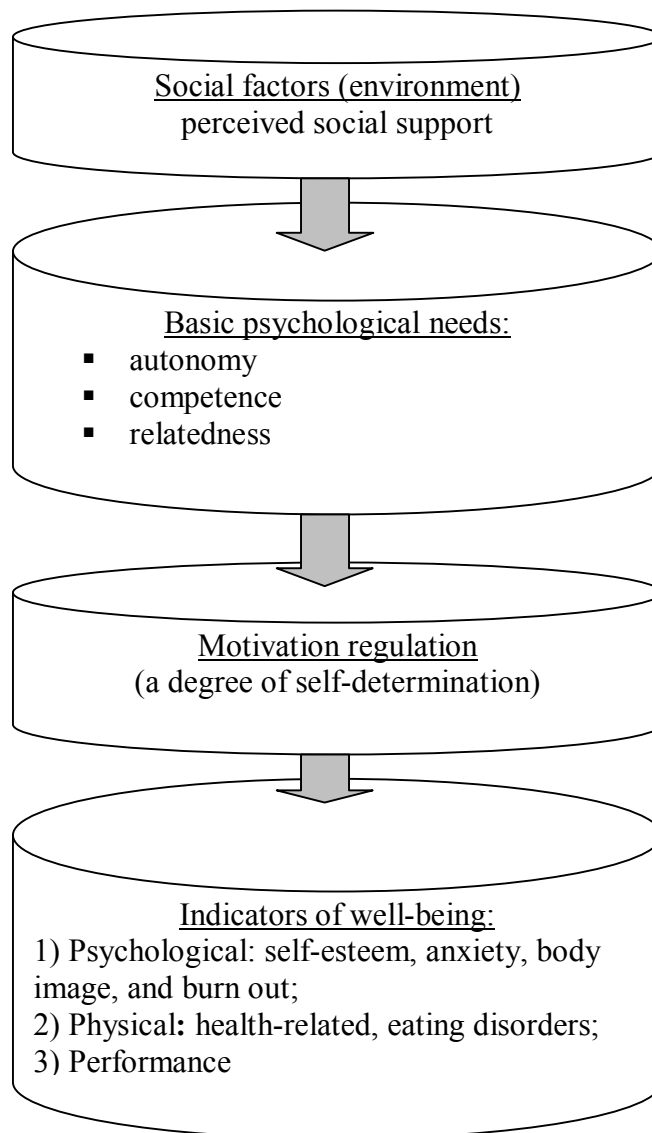 Social factors (environment)
perceived social support
Basic psychological needs:
▪ autonomy
▪ competence
▪ relatedness
Motivation regulation
(a degree of self-determination)
Indicators of well-being:
1) Psychological: self-esteem, anxiety, body
image, and burn out;
2) Physical: health-related, eating disorders;
3) Performance